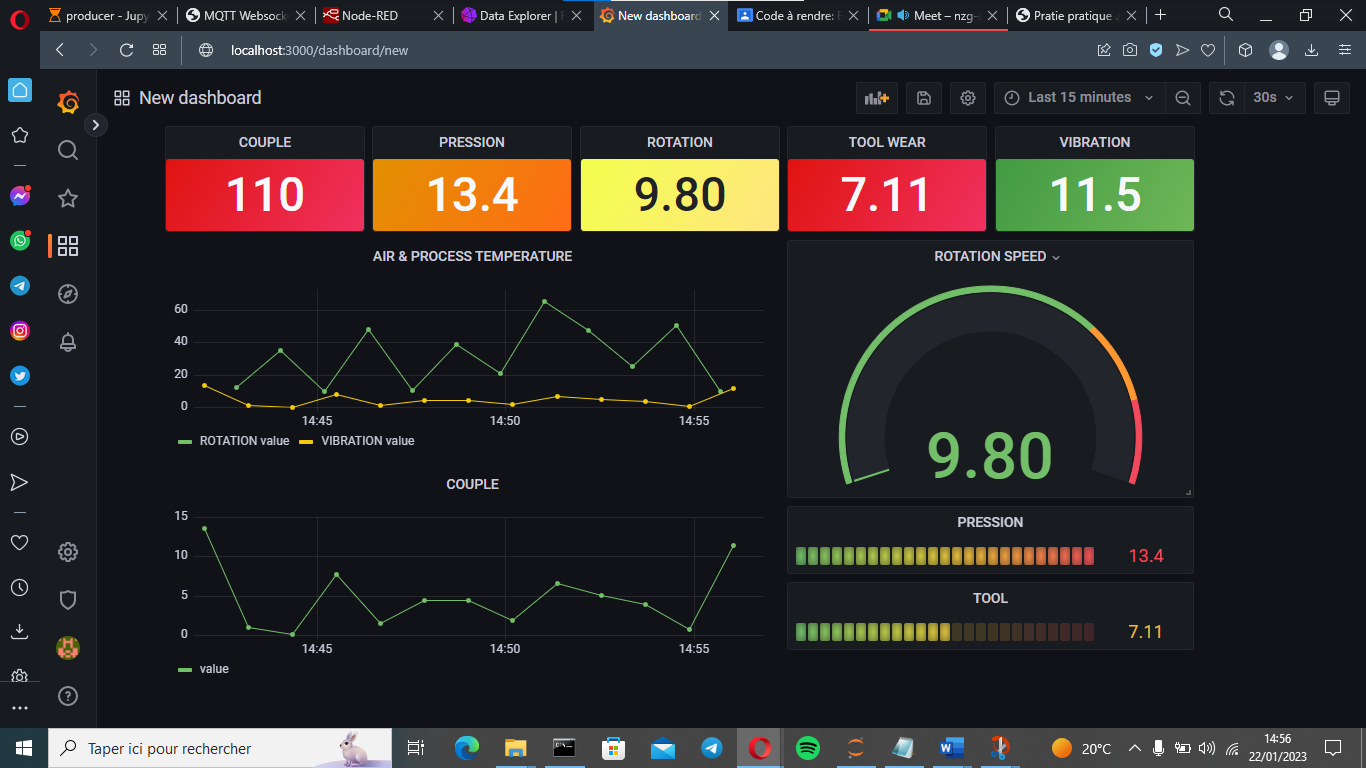 producer - Jupy
MQTT Websock
Node-RED
Data Explorer |
New dashboard
Code à rendre:
Meet – nzg-
Pratie pratique
localhost:3000/dashboard/new
New dashboard
Last 15 minutes
30s
COUPLE
PRESSION
ROTATION
TOOL WEAR
VIBRATION
110
13.4
9.80
7.11
11.5
AIR & PROCESS TEMPERATURE
60
40
20
0
14:45
14:50
14:55
ROTATION value
VIBRATION value
ROTATION SPEED
9.80
COUPLE
15
10
5
0
14:45
14:50
14:55
value
PRESSION
13.4
TOOL
7.11
Taper ici pour rechercher
20°C
14:56
22/01/2023